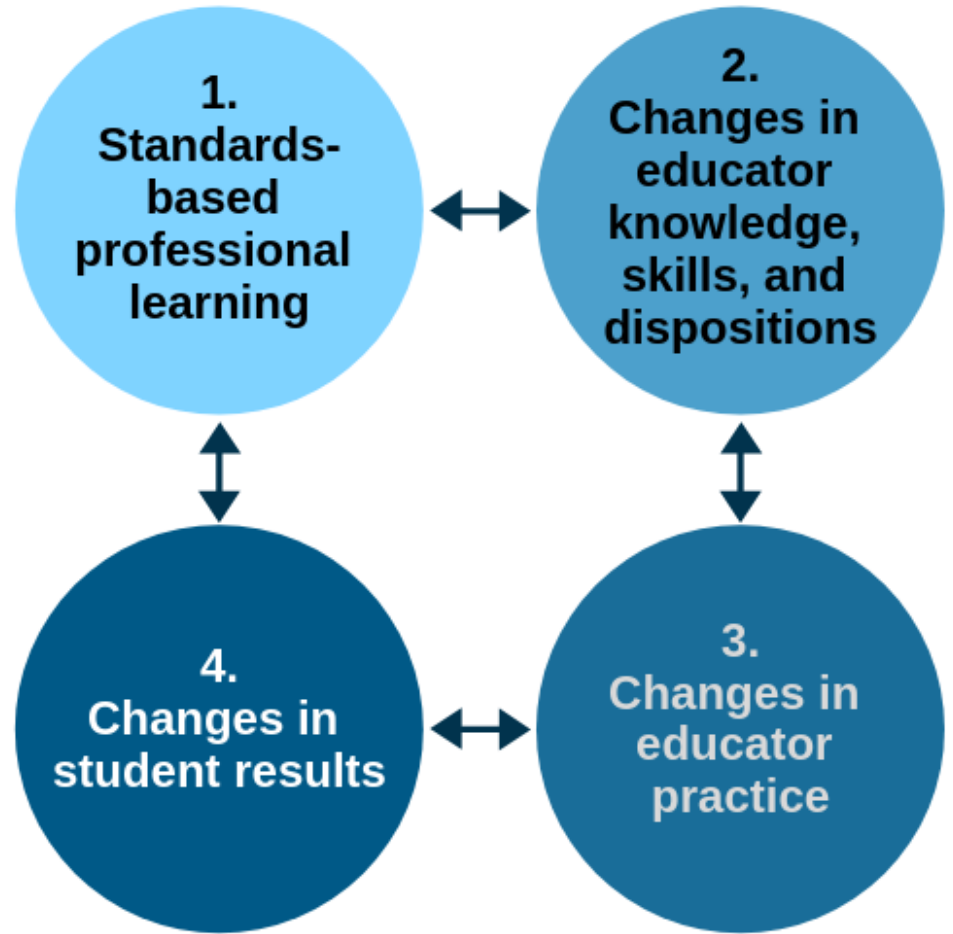 1.
Standards-
based
professional
learning
2.
Changes in
educator
knowledge,
skills, and
dispositions
3.
Changes in
educator
practice
4.
Changes in
student results